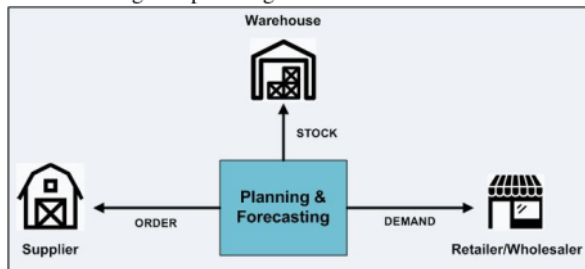 Warehouse
STOCK
Planning &
Forecasting
ORDER
DEMAND
Supplier
Retailer/Wholesaler